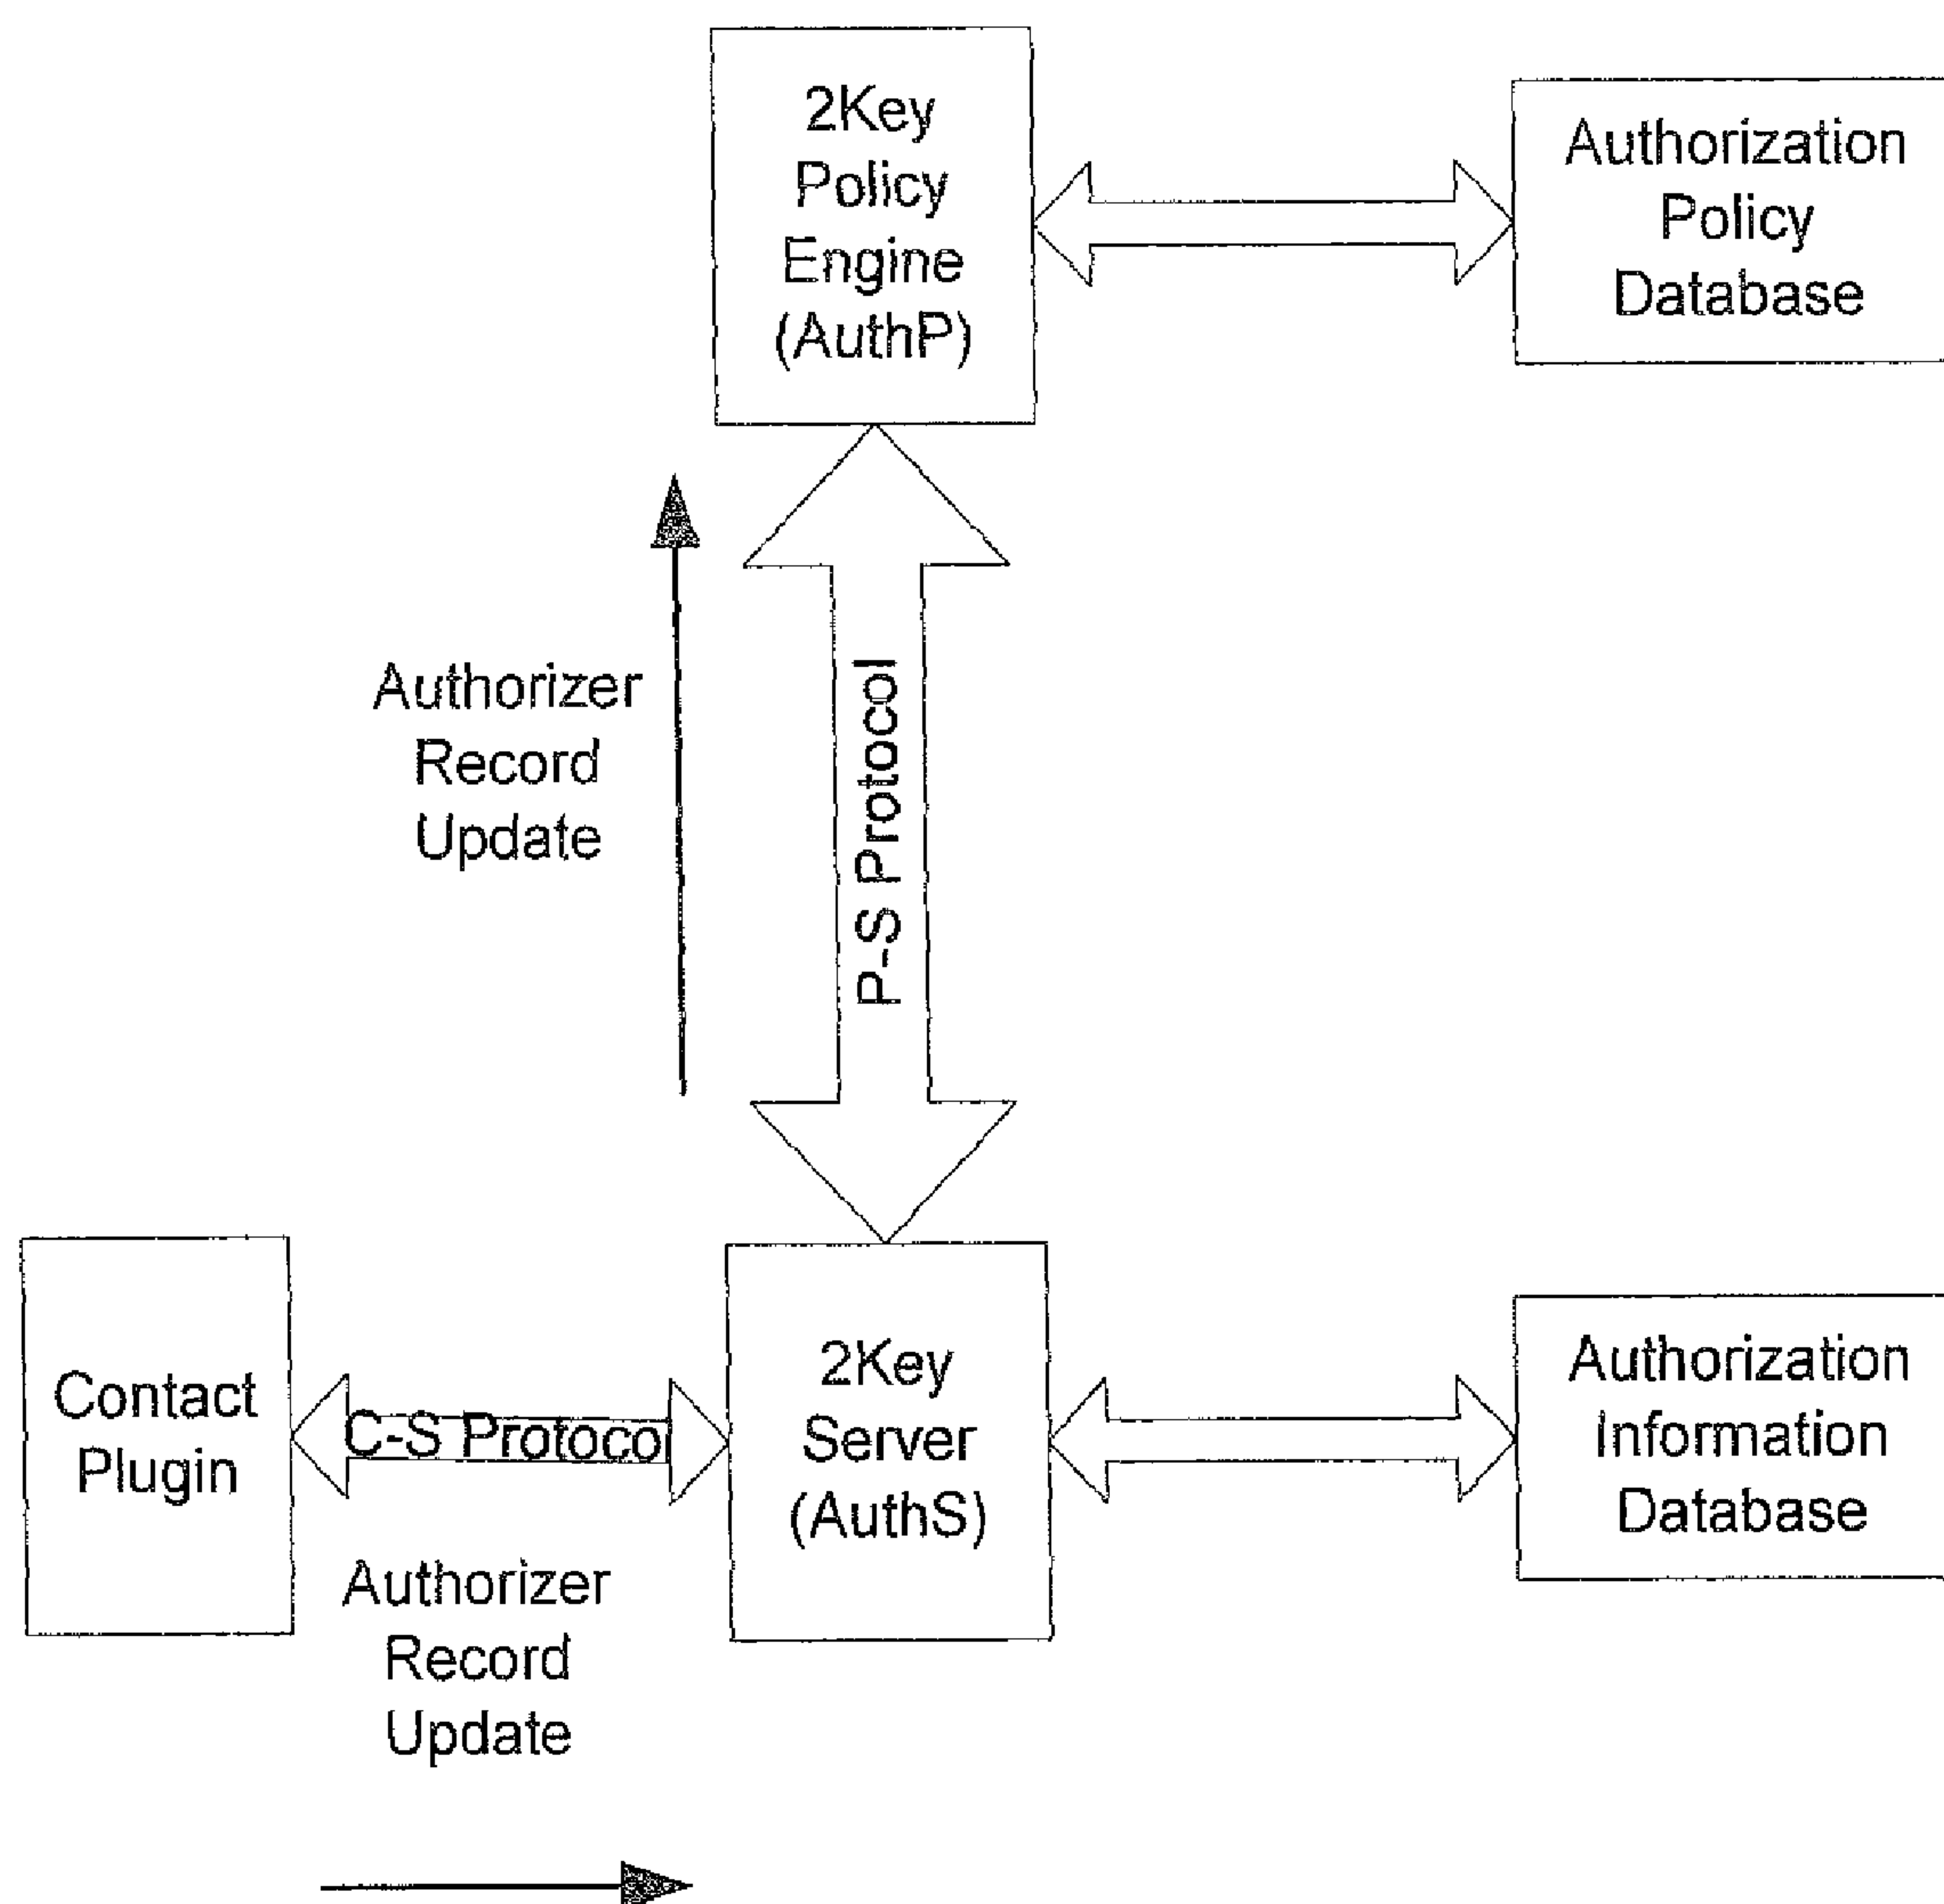 2Key
Policy
Engine
(AuthP)
Authorization
Policy
Database
Authorizer
Record
Update
P-S Protocol
Contact
Plugin
C-S Protocol
2Key
Server
(AuthS)
Authorization
Information
Database
Authorizer
Record
Update